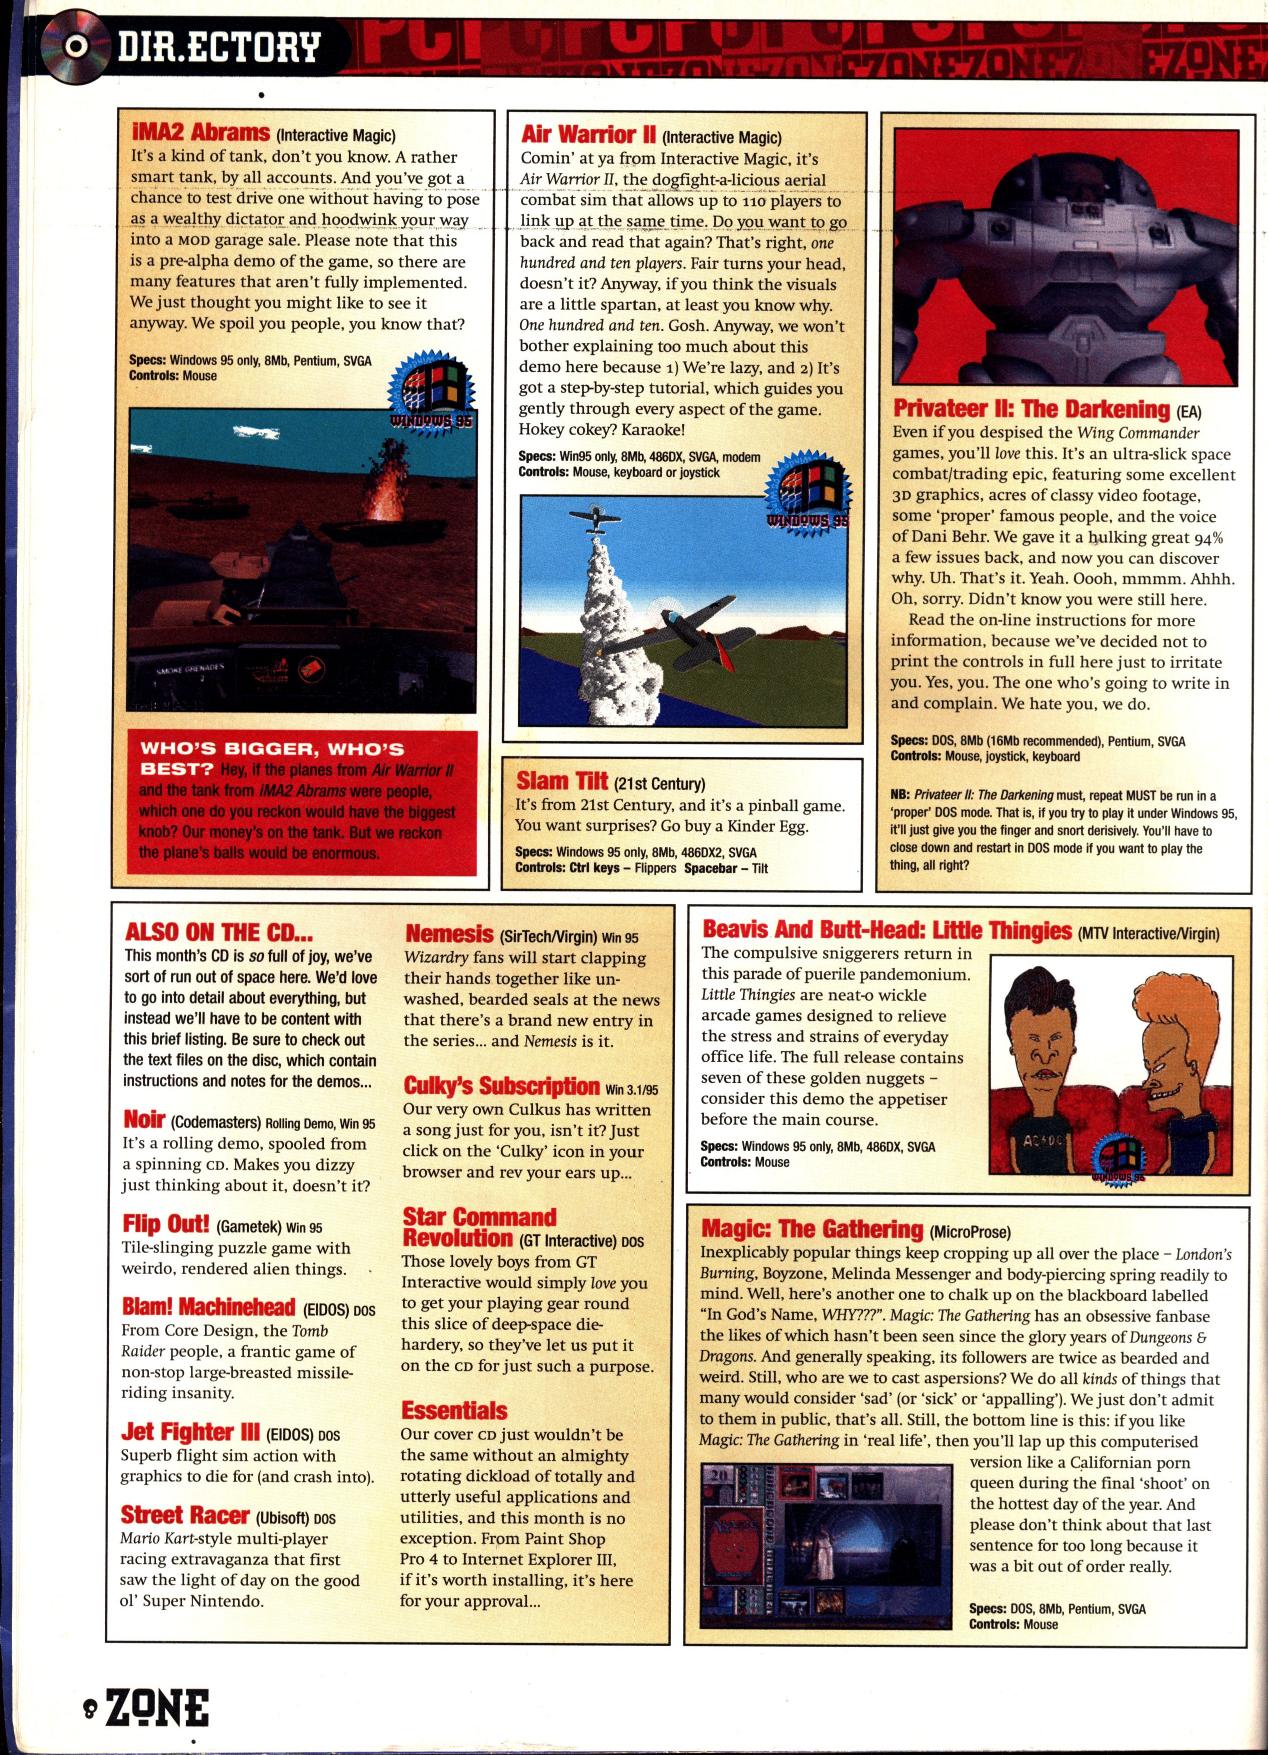 DIR.ECTORY
iMA2 Abrams (Interactive Magic)
It's a kind of tank, don't you know. A rather
smart tank, by all accounts. And you've got a
chance to test drive one without having to pose
as a wealthy dictator and hoodwink your way
into a MOD garage sale. Please note that this
is a pre-alpha demo of the game, so there are
many features that aren't fully implemented.
We just thought you might like to see it
anyway. We spoil you people, you know that?
Specs: Windows 95 only, 8Mb, Pentium, SVGA
Controls: Mouse
WINDOWS 95
SMOKE GRENADES
2
WHO'S BIGGER, WHO'S
BEST? Hey, if the planes from Air Warrior II
and the tank from iMA2 Abrams were people,
which one do you reckon would have the biggest
knob? Our money's on the tank. But we reckon
the plane's balls would be enormous.
Air Warrior II (Interactive Magic)
Comin' at ya from Interactive Magic, it's
Air Warrior II, the dogfight-a-licious aerial
combat sim that allows up to 110 players to
link up at the same time. Do you want to go
back and read that again? That's right, one
hundred and ten players. Fair turns your head,
doesn't it? Anyway, if you think the visuals
are a little spartan, at least you know why.
One hundred and ten. Gosh. Anyway, we won't
bother explaining too much about this
demo here because 1) We're lazy, and 2) It's
got a step-by-step tutorial, which guides you
gently through every aspect of the game.
Hokey cokey? Karaoke!
Specs: Win95 only, 8Mb, 486DX, SVGA, modem
Controls: Mouse, keyboard or joystick
WINDOWS 95
Slam Tilt (21st Century)
It's from 21st Century, and it's a pinball game.
You want surprises? Go buy a Kinder Egg.
Specs: Windows 95 only, 8Mb, 486DX2, SVGA
Controls: Ctrl keys – Flippers Spacebar – Tilt
Privateer II: The Darkening (EA)
Even if you despised the Wing Commander
games, you'll love this. It's an ultra-slick space
combat/trading epic, featuring some excellent
3D graphics, acres of classy video footage,
some 'proper' famous people, and the voice
of Dani Behr. We gave it a hulking great 94%
a few issues back, and now you can discover
why. Uh. That's it. Yeah. Oooh, mmmm. Ahhh.
Oh, sorry. Didn't know you were still here.
Read the on-line instructions for more
information, because we've decided not to
print the controls in full here just to irritate
you. Yes, you. The one who's going to write in
and complain. We hate you, we do.
Specs: DOS, 8Mb (16Mb recommended), Pentium, SVGA
Controls: Mouse, joystick, keyboard
NB: Privateer II: The Darkening must, repeat MUST be run in a
'proper' DOS mode. That is, if you try to play it under Windows 95,
it'll just give you the finger and snort derisively. You'll have to
close down and restart in DOS mode if you want to play the
thing, all right?
ALSO ON THE CD...
This month's CD is so full of joy, we've
sort of run out of space here. We'd love
to go into detail about everything, but
instead we'll have to be content with
this brief listing. Be sure to check out
the text files on the disc, which contain
instructions and notes for the demos...
Noir (Codemasters) Rolling Demo, Win 95
It's a rolling demo, spooled from
a spinning CD. Makes you dizzy
just thinking about it, doesn't it?
Flip Out! (Gametek) Win 95
Tile-slinging puzzle game with
weirdo, rendered alien things.
Blam! Machinehead (EIDOS) DOS
From Core Design, the Tomb
Raider people, a frantic game of
non-stop large-breasted missile-
riding insanity.
Jet Fighter III (EIDOS) DOS
Superb flight sim action with
graphics to die for (and crash into).
Street Racer (Ubisoft) DOS
Mario Kart-style multi-player
racing extravaganza that first
saw the light of day on the good
ol' Super Nintendo.
Nemesis (SirTech/Virgin) Win 95
Wizardry fans will start clapping
their hands together like un-
washed, bearded seals at the news
that there's a brand new entry in
the series... and Nemesis is it.
Culky's Subscription Win 3.1/95
Our very own Culkus has written
a song just for you, isn't it? Just
click on the 'Culky' icon in your
browser and rev your ears up...
Star Command
Revolution (GT Interactive) DOS
Those lovely boys from GT
Interactive would simply love you
to get your playing gear round
this slice of deep-space die-
hardery, so they've let us put it
on the CD for just such a purpose.
Essentials
Our cover CD just wouldn't be
the same without an almighty
rotating dickload of totally and
utterly useful applications and
utilities, and this month is no
exception. From Paint Shop
Pro 4 to Internet Explorer III,
if it's worth installing, it's here
for your approval...
Beavis And Butt-Head: Little Thingies (MTV Interactive/Virgin)
The compulsive sniggerers return in
this parade of puerile pandemonium.
Little Thingies are neat-o wickle
arcade games designed to relieve
the stress and strains of everyday
office life. The full release contains
seven of these golden nuggets –
consider this demo the appetiser
before the main course.
Specs: Windows 95 only, 8Mb, 486DX, SVGA
Controls: Mouse
AC/DC
WINDOWS 95
Magic: The Gathering (MicroProse)
Inexplicably popular things keep cropping up all over the place – London's
Burning, Boyzone, Melinda Messenger and body-piercing spring readily to
mind. Well, here's another one to chalk up on the blackboard labelled
"In God's Name, WHY???". Magic: The Gathering has an obsessive fanbase
the likes of which hasn't been seen since the glory years of Dungeons &
Dragons. And generally speaking, its followers are twice as bearded and
weird. Still, who are we to cast aspersions? We do all kinds of things that
many would consider 'sad' (or 'sick' or 'appalling'). We just don't admit
to them in public, that's all. Still, the bottom line is this: if you like
Magic: The Gathering in 'real life', then you'll lap up this computerised
version like a Californian porn
queen during the final 'shoot' on
the hottest day of the year. And
please don't think about that last
sentence for too long because it
was a bit out of order really.
20
Specs: DOS, 8Mb, Pentium, SVGA
Controls: Mouse
8 ZONE